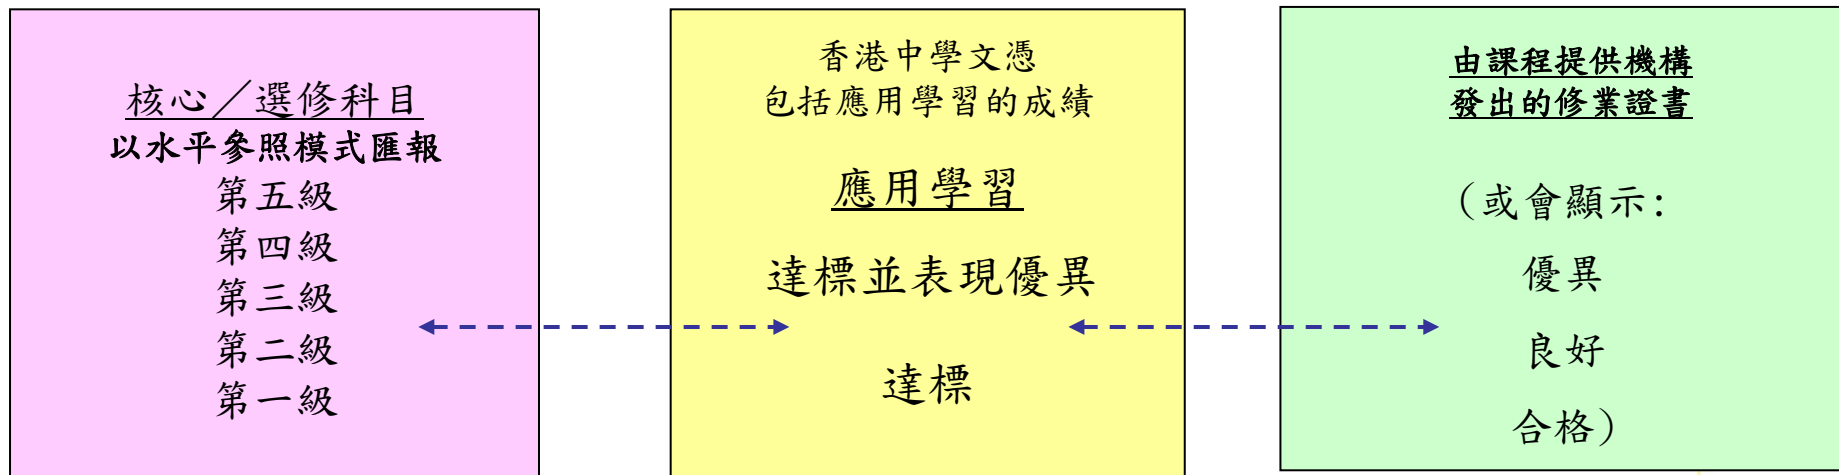 核心／選修科目
以水平參照模式匯報
第五級
第四級
第三級
第二級
第一級
香港中學文憑
包括應用學習的成績
應用學習
達標並表現優異
達標
由課程提供機構
發出的修業證書
（或會顯示：
優異
良好
合格）